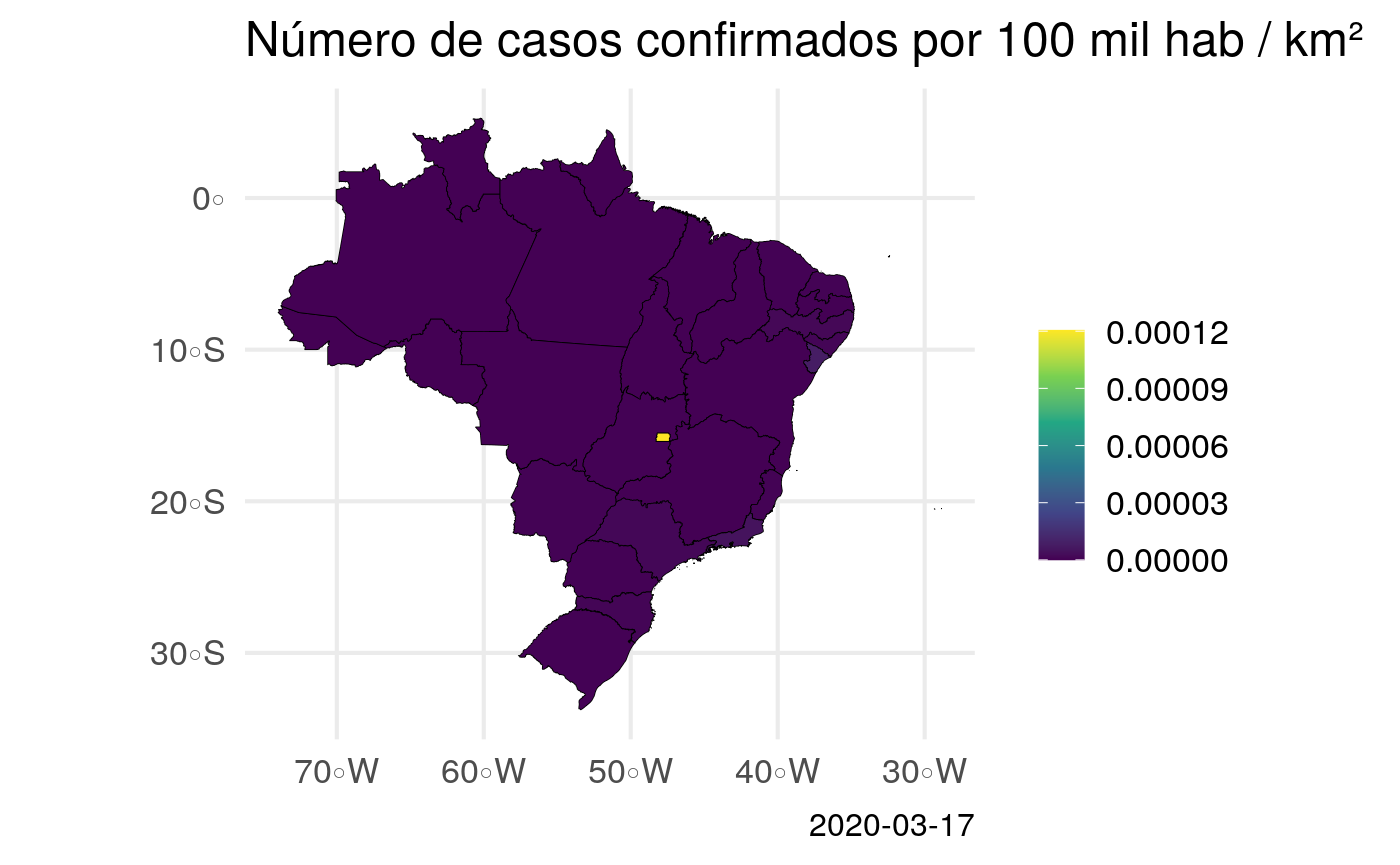 Número de casos confirmados por 100 mil hab / km²
0◦
10◦S
20◦S
30◦S
70◦W 60◦W 50◦W 40◦W 30◦W
0.00012
0.00009
0.00006
0.00003
0.00000
2020-03-17